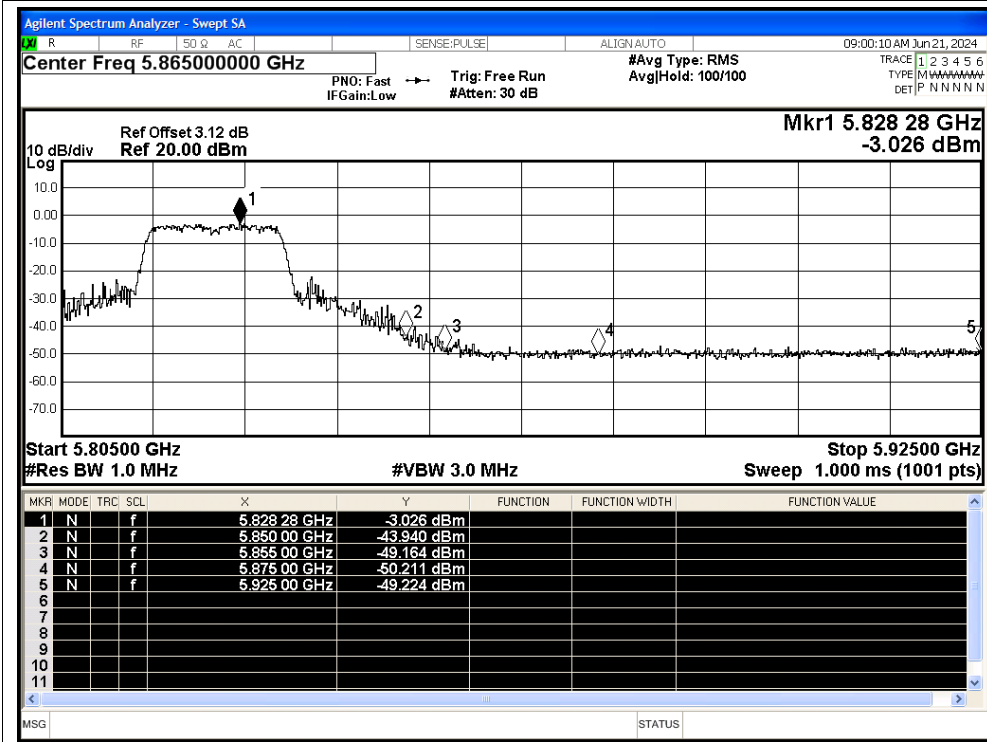 Agilent Spectrum Analyzer - Swept SA
LXI R RF 50 Ω AC SENSE:PULSE ALIGN AUTO 09:00:10 AM Jun 21, 2024
Center Freq 5.865000000 GHz
PNO: Fast
IFGain:Low
Trig: Free Run
#Atten: 30 dB
#Avg Type: RMS
Avg|Hold: 100/100
TRACE 1 2 3 4 5 6
TYPE M WWWWW
DET P N N N N N
Mkr1 5.828 28 GHz
-3.026 dBm
Ref Offset 3.12 dB
10 dB/div Ref 20.00 dBm
Log
10.0
0.00
-10.0
-20.0
-30.0
-40.0
-50.0
-60.0
-70.0
1
2
3
4
5
Start 5.80500 GHz Stop 5.92500 GHz
#Res BW 1.0 MHz #VBW 3.0 MHz Sweep 1.000 ms (1001 pts)
MKR MODE TRC SCL X Y FUNCTION FUNCTION WIDTH FUNCTION VALUE
1 N f 5.828 28 GHz -3.026 dBm
2 N f 5.850 00 GHz -43.940 dBm
3 N f 5.855 00 GHz -49.164 dBm
4 N f 5.875 00 GHz -50.211 dBm
5 N f 5.925 00 GHz -49.224 dBm
6
7
8
9
10
11
MSG STATUS